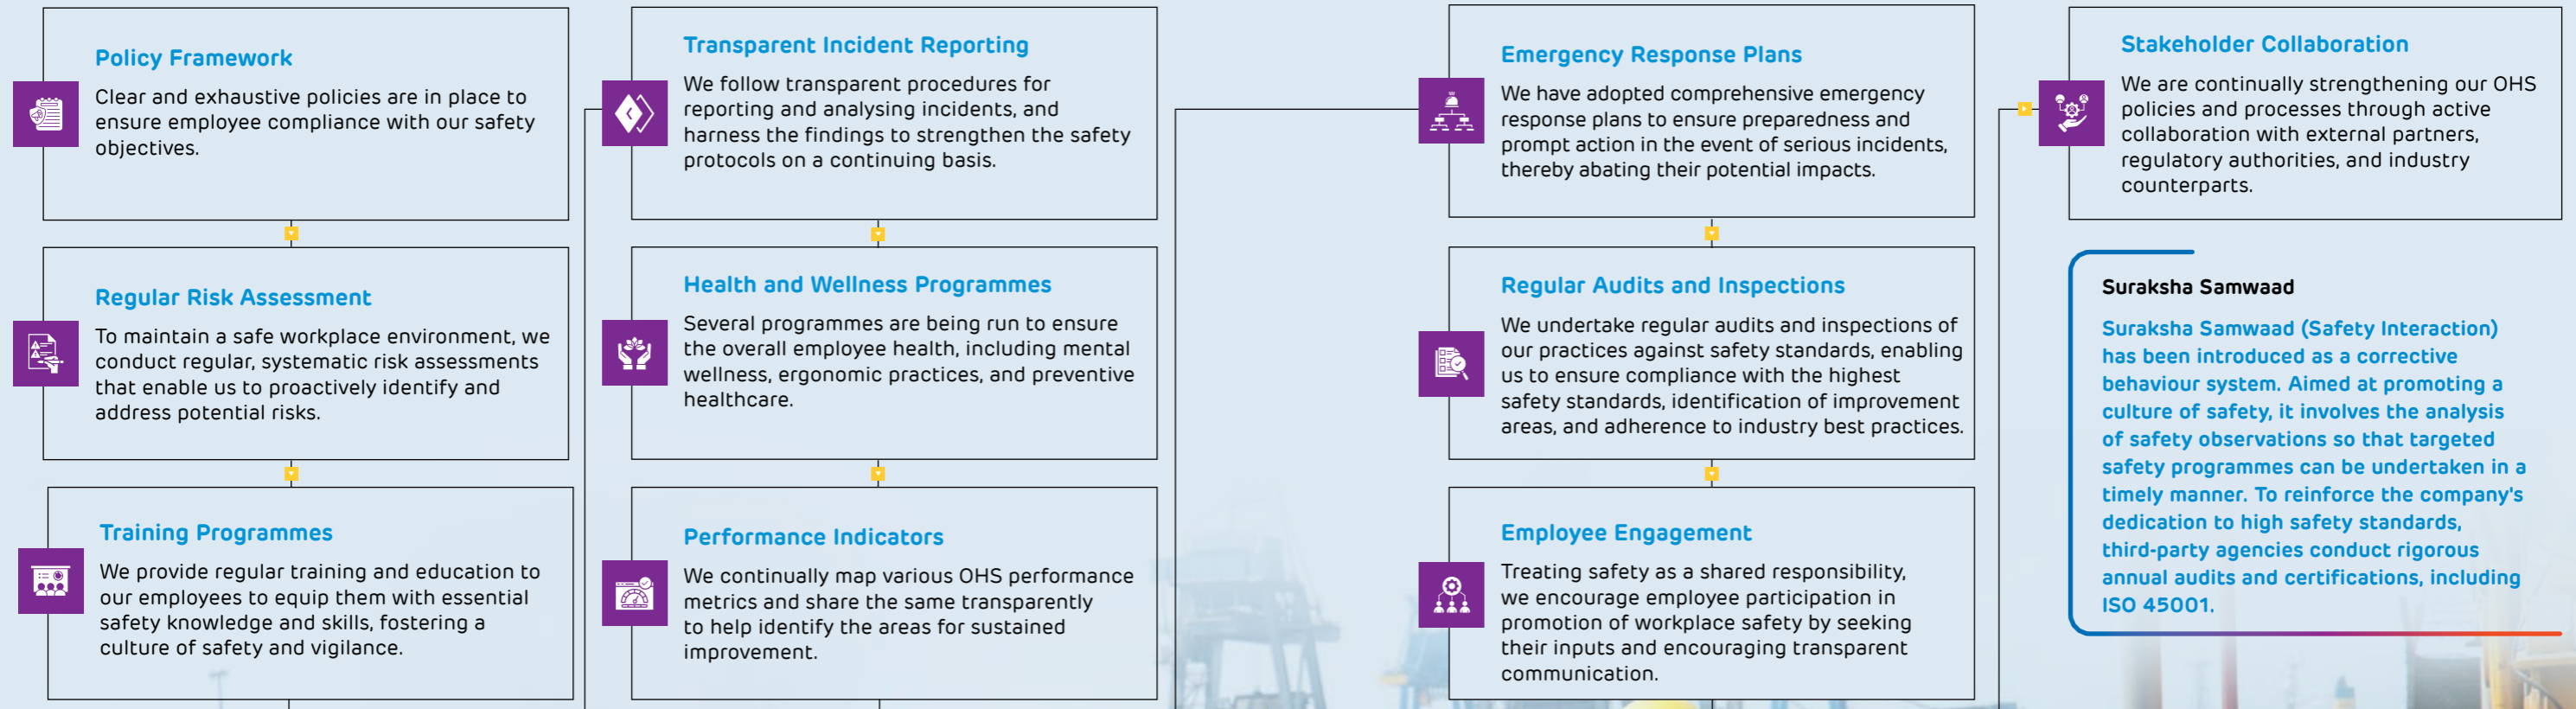 Policy Framework
Clear and exhaustive policies are in place to
ensure employee compliance with our safety
objectives.
Regular Risk Assessment
To maintain a safe workplace environment, we
conduct regular, systematic risk assessments
that enable us to proactively identify and
address potential risks.
Training Programmes
We provide regular training and education to
our employees to equip them with essential
safety knowledge and skills, fostering a
culture of safety and vigilance.
Transparent Incident Reporting
We follow transparent procedures for
reporting and analysing incidents, and
harness the findings to strengthen the safety
protocols on a continuing basis.
Health and Wellness Programmes
Several programmes are being run to ensure
the overall employee health, including mental
wellness, ergonomic practices, and preventive
healthcare.
Performance Indicators
We continually map various OHS performance
metrics and share the same transparently
to help identify the areas for sustained
improvement.
Emergency Response Plans
We have adopted comprehensive emergency
response plans to ensure preparedness and
prompt action in the event of serious incidents,
thereby abating their potential impacts.
Regular Audits and Inspections
We undertake regular audits and inspections of
our practices against safety standards, enabling
us to ensure compliance with the highest
safety standards, identification of improvement
areas, and adherence to industry best practices.
Employee Engagement
Treating safety as a shared responsibility,
we encourage employee participation in
promotion of workplace safety by seeking
their inputs and encouraging transparent
communication.
Stakeholder Collaboration
We are continually strengthening our OHS
policies and processes through active
collaboration with external partners,
regulatory authorities, and industry
counterparts.
Suraksha Samwaad
Suraksha Samwaad (Safety Interaction)
has been introduced as a corrective
behaviour system. Aimed at promoting a
culture of safety, it involves the analysis
of safety observations so that targeted
safety programmes can be undertaken in a
timely manner. To reinforce the company's
dedication to high safety standards,
third-party agencies conduct rigorous
annual audits and certifications, including
ISO 45001.